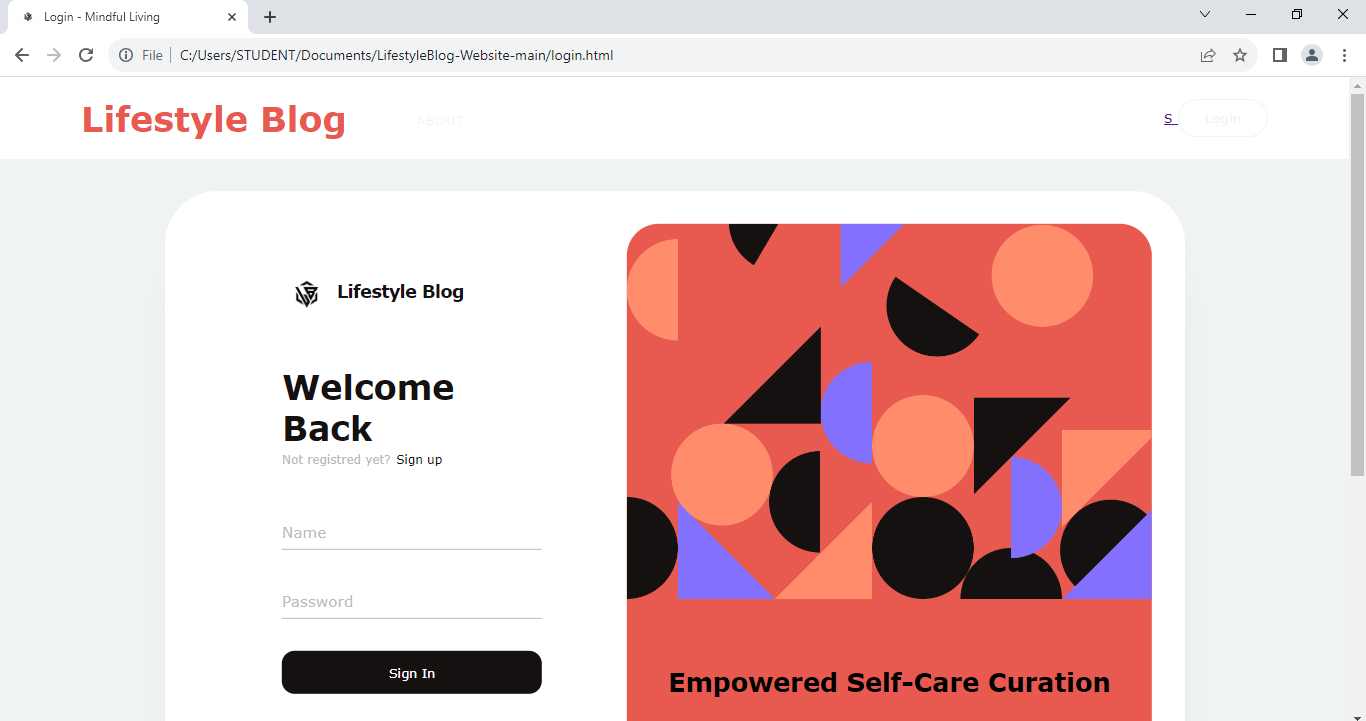 Login - Mindful Living
File
C:/Users/STUDENT/Documents/LifestyleBlog-Website-main/login.html
Lifestyle Blog
ABOUT
S
Login
Lifestyle Blog
Welcome
Back
Not registred yet? Sign up
Name
Password
Sign In
Empowered Self-Care Curation